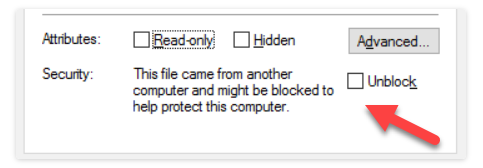 Attributes: Read-only Hidden Advanced...
Security: This file came from another
computer and might be blocked to
help protect this computer. Unblock